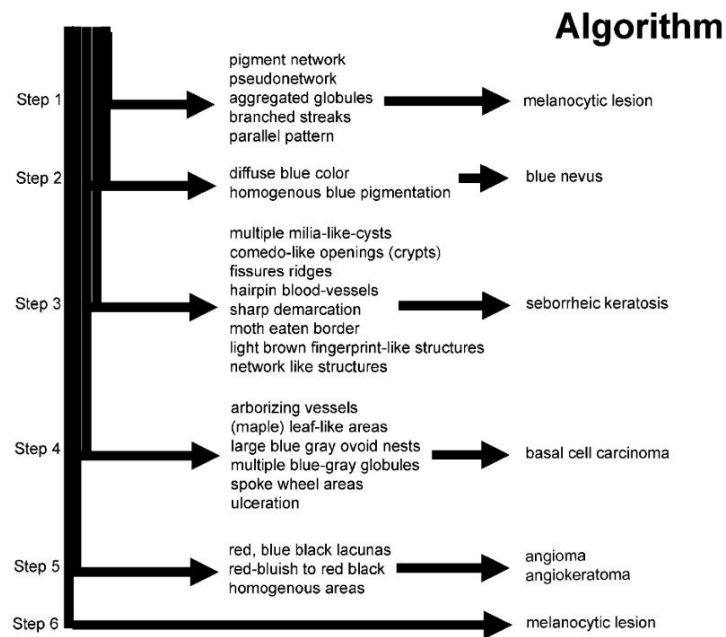 Algorithm
Step 1
pigment network
pseudonetwork
aggregated globules
branched streaks
parallel pattern
melanocytic lesion
Step 2
diffuse blue color
homogenous blue pigmentation
blue nevus
Step 3
multiple milia-like-cysts
comedo-like openings (crypts)
fissures ridges
hairpin blood-vessels
sharp demarcation
moth eaten border
light brown fingerprint-like structures
network like structures
seborrheic keratosis
Step 4
arborizing vessels
(maple) leaf-like areas
large blue gray ovoid nests
multiple blue-gray globules
spoke wheel areas
ulceration
basal cell carcinoma
Step 5
red, blue black lacunas
red-bluish to red black
homogenous areas
angioma
angiokeratoma
Step 6
melanocytic lesion